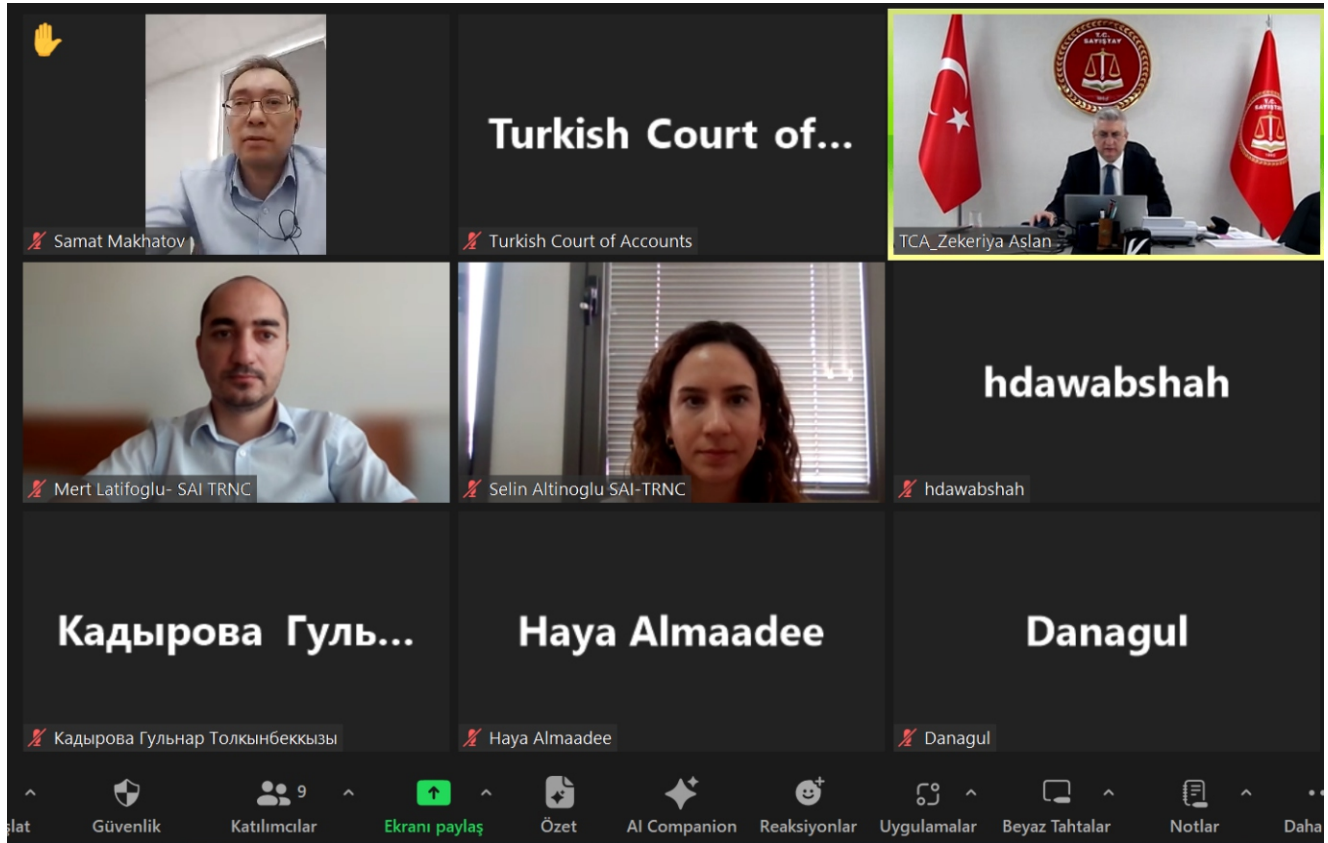 T.C.
SAYIŞTAY
T.C.
SAYIŞTAY
Samat Makhatov
Turkish Court of...
Turkish Court of Accounts
TCA_Zekeriya Aslan
Mert Latifoglu- SAI TRNC
Selin Altinoglu SAI-TRNC
hdawabshah
hdawabshah
Кадырова Гуль...
Кадырова Гульнар Толкынбеккызы
Haya Almaadee
Haya Almaadee
Danagul
Danagul
9
şlat
Güvenlik
Katılımcılar
Ekranı paylaş
Özet
AI Companion
Reaksiyonlar
Uygulamalar
Beyaz Tahtalar
Notlar
Daha